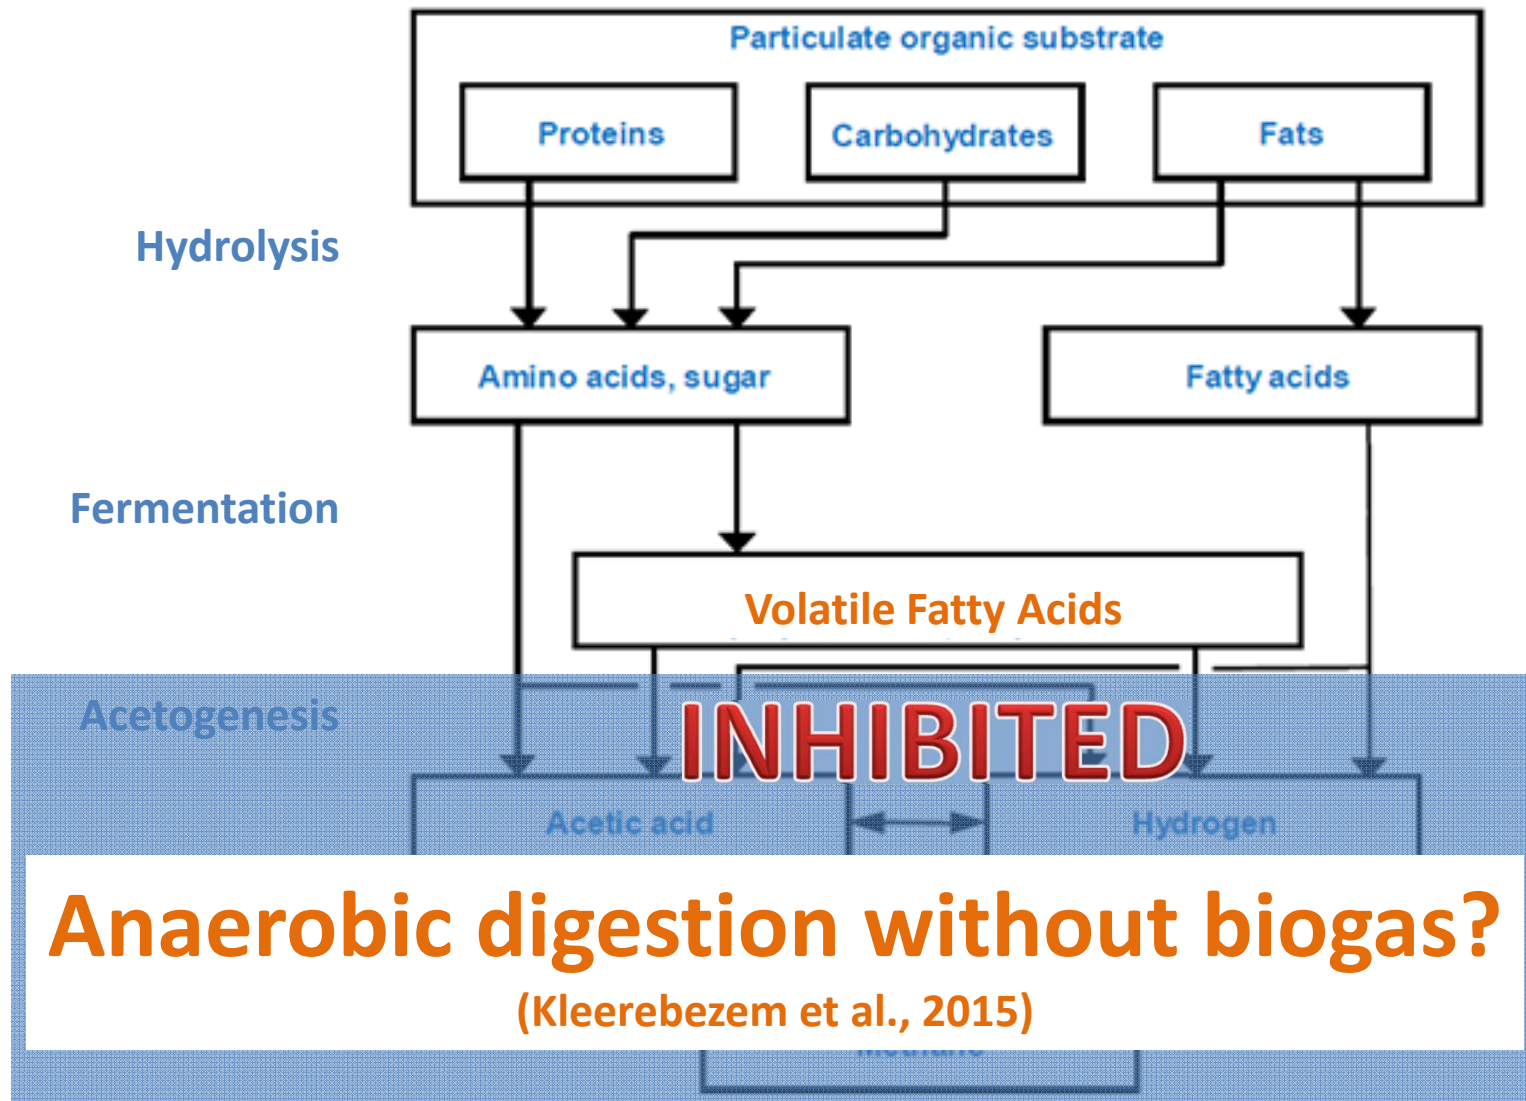 Particulate organic substrate
Proteins
Carbohydrates
Fats
Hydrolysis
Amino acids, sugar
Fatty acids
Fermentation
Volatile Fatty Acids
Acetogenesis
INHIBITED
Acetic acid
Hydrogen
Anaerobic digestion without biogas?
(Kleerebezem et al., 2015)
Methane